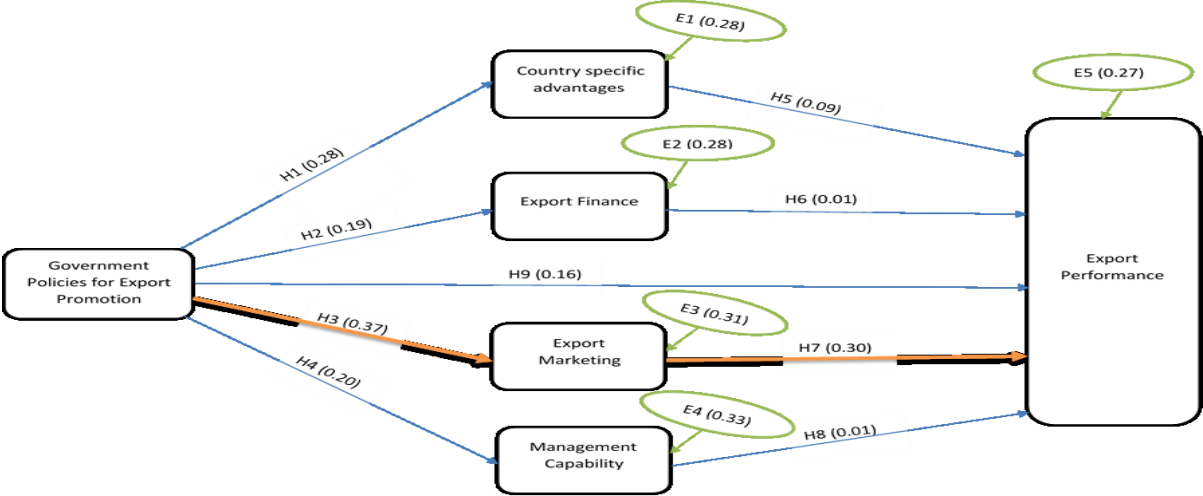 E1 (0.28)
Country specific
advantages
E5 (0.27)
H5 (0.09)
E2 (0.28)
H1 (0.28)
Export Finance
H6 (0.01)
H2 (0.19)
Government
Policies for Export
Promotion
H9 (0.16)
Export
Performance
E3 (0.31)
H3 (0.37)
Export
Marketing
H7 (0.30)
H4 (0.20)
E4 (0.33)
H8 (0.01)
Management
Capability